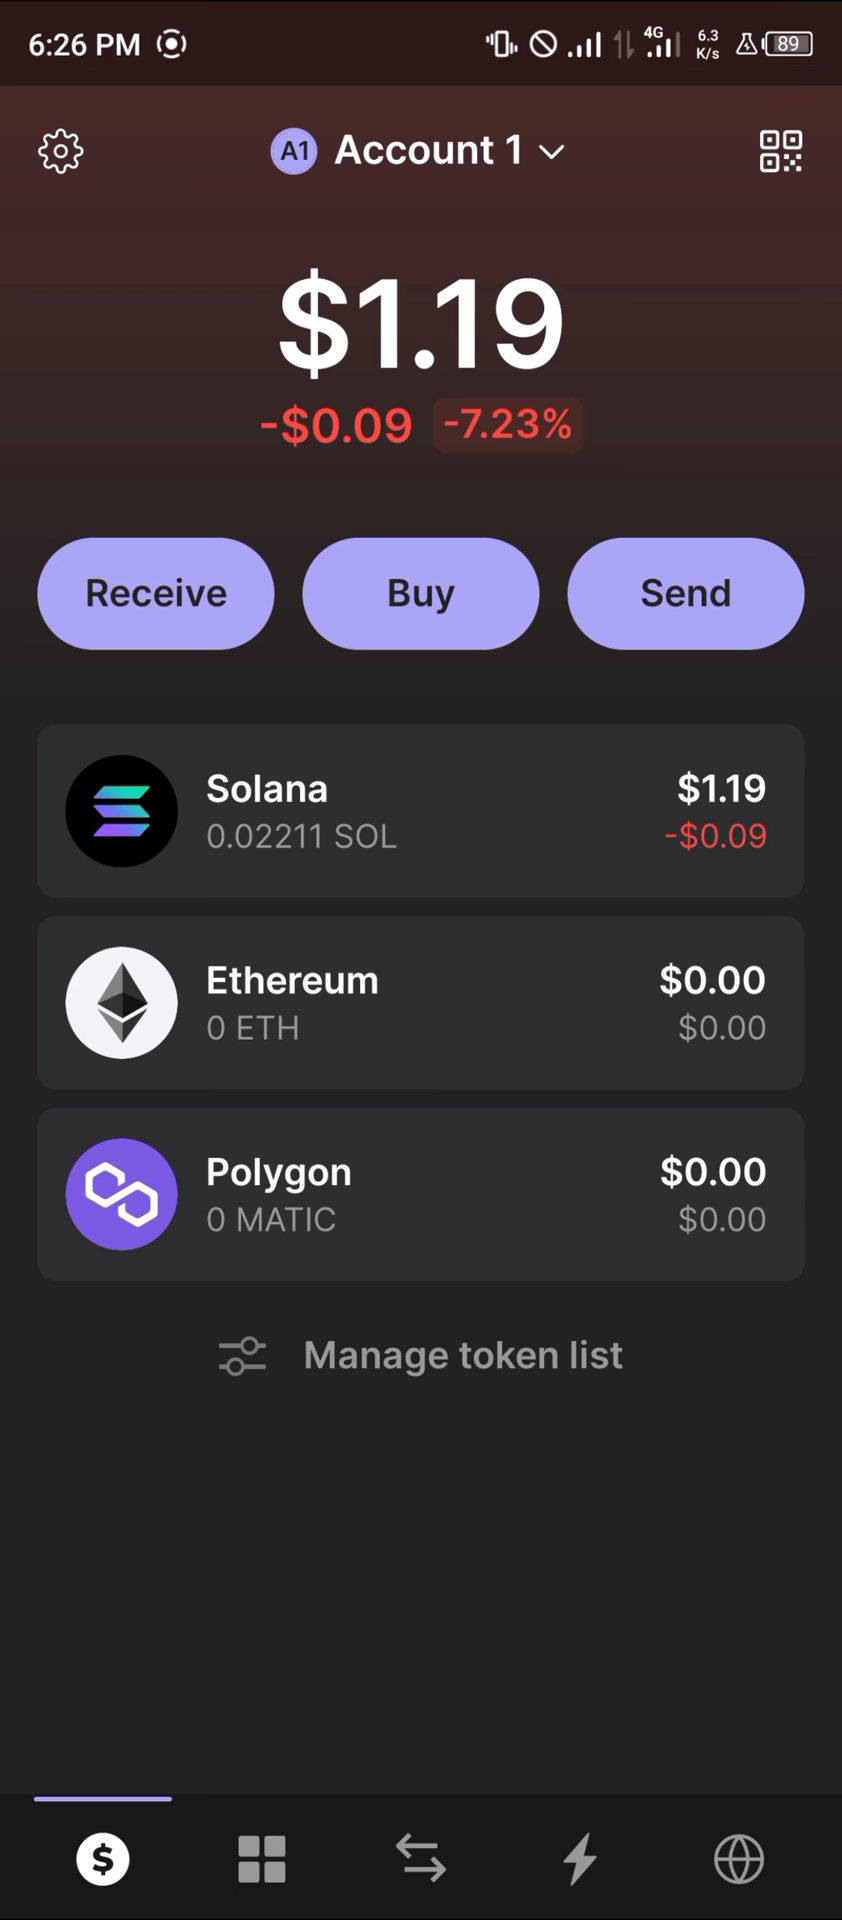 6:26 PM 4G 6.3 K/s 89
A1 Account 1
$1.19
-$0.09 -7.23%
Receive Buy Send
Solana $1.19
0.02211 SOL -$0.09
Ethereum $0.00
0 ETH $0.00
Polygon $0.00
0 MATIC $0.00
Manage token list